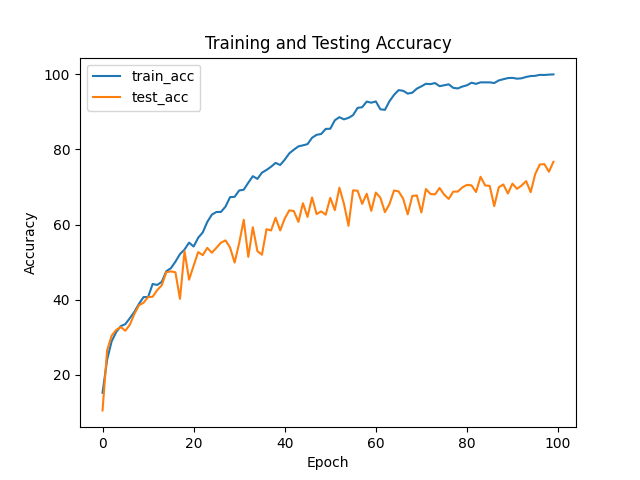 Training and Testing Accuracy
train_acc
test_acc
100
80
60
40
20
Accuracy
0 20 40 60 80 100
Epoch